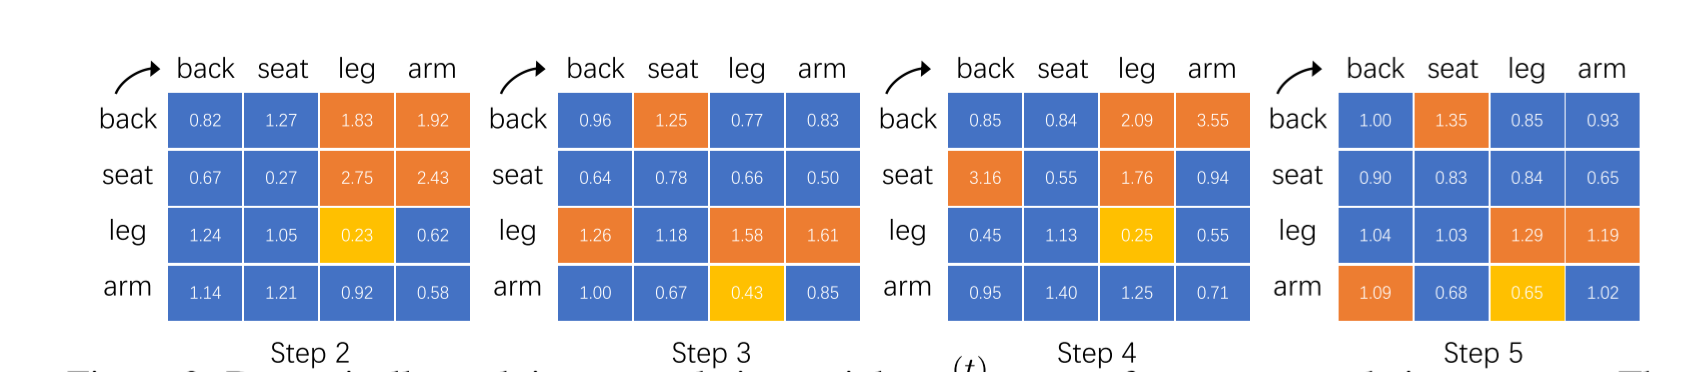 back seat leg arm back seat leg arm back seat leg arm back seat leg arm
back 0.82 1.27 1.83 1.92 back 0.96 1.25 0.77 0.83 back 0.85 0.84 2.09 3.55 back 1.00 1.35 0.85 0.93
seat 0.67 0.27 2.75 2.43 seat 0.64 0.78 0.66 0.50 seat 3.16 0.55 1.76 0.94 seat 0.90 0.83 0.84 0.65
leg 1.24 1.05 0.23 0.62 leg 1.26 1.18 1.58 1.61 leg 0.45 1.13 0.25 0.55 leg 1.04 1.03 1.29 1.19
arm 1.14 1.21 0.92 0.58 arm 1.00 0.67 0.43 0.85 arm 0.95 1.40 1.25 0.71 arm 1.09 0.68 0.65 1.02
Step 2 Step 3 Step 4 Step 5
(t)